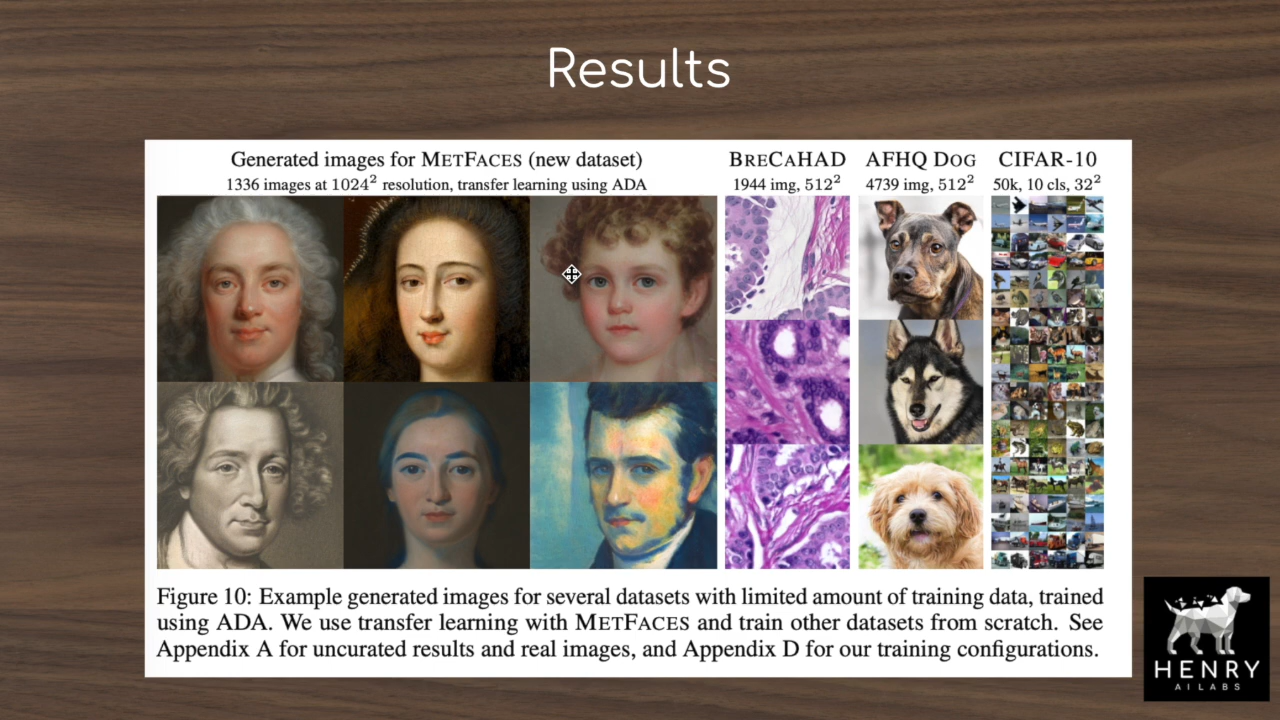 Results
Generated images for METFACES (new dataset)
1336 images at 1024² resolution, transfer learning using ADA
BRECAHAD
1944 img, 512²
AFHQ DOG
4739 img, 512²
CIFAR-10
50k, 10 cls, 32²
Figure 10: Example generated images for several datasets with limited amount of training data, trained
using ADA. We use transfer learning with METFACES and train other datasets from scratch. See
Appendix A for uncurated results and real images, and Appendix D for our training configurations.
HENRY
AI LABS